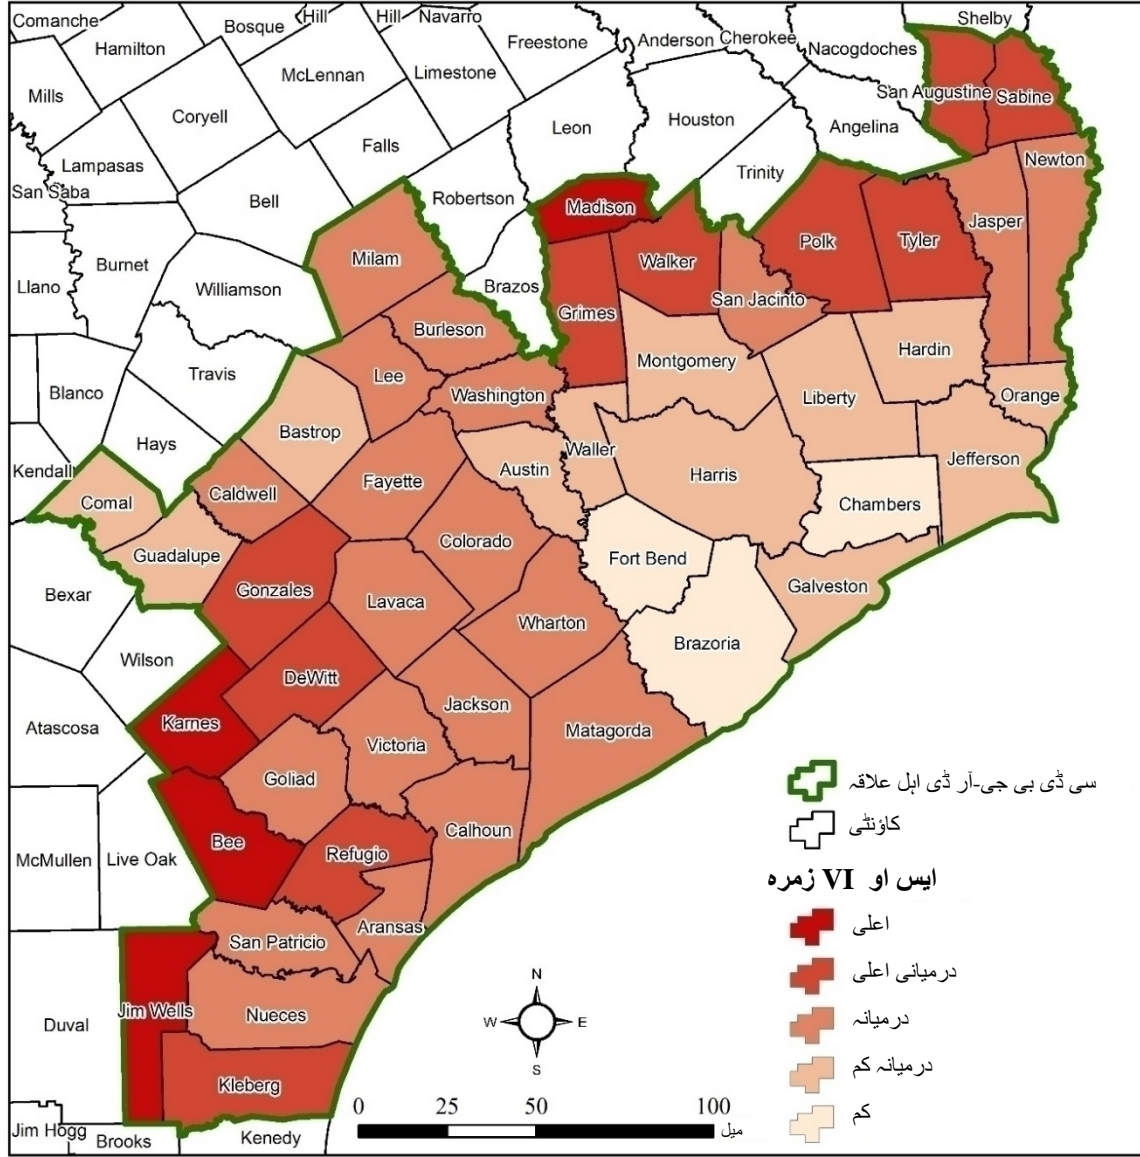 Shelby
Comanche
Bosque
Hill
Hill
Navarro
Hamilton
Freestone
Anderson
Cherokee
Nacogdoches
McLennan
Limestone
Mills
San Augustine
Sabine
Coryell
Leon
Houston
Angelina
Falls
Lampasas
Newton
Trinity
San Saba
Bell
Robertson
Madison
Jasper
Polk
Tyler
Milam
Walker
Burnet
Llano
Williamson
Brazos
San Jacinto
Grimes
Burleson
Hardin
Montgomery
Travis
Lee
Blanco
Washington
Liberty
Orange
Bastrop
Hays
Waller
Jefferson
Kendall
Austin
Harris
Fayette
Caldwell
Comal
Chambers
Colorado
Guadalupe
Fort Bend
Galveston
Gonzales
Bexar
Lavaca
Wharton
Brazoria
Wilson
DeWitt
Jackson
Karnes
Atascosa
Matagorda
Victoria
Goliad
سی ڈی بی جی-آر ڈی اہل علاقہ
Calhoun
کاؤنٹی
Bee
Refugio
McMullen
Live Oak
ایس او VI زمرہ
Aransas
اعلی
San Patricio
درمیانی اعلی
Jim Wells
Nueces
Duval
درمیانہ
N
W
E
S
درمیانہ کم
Kleberg
0 25 50 100
میل
کم
Jim Hogg
Brooks
Kenedy